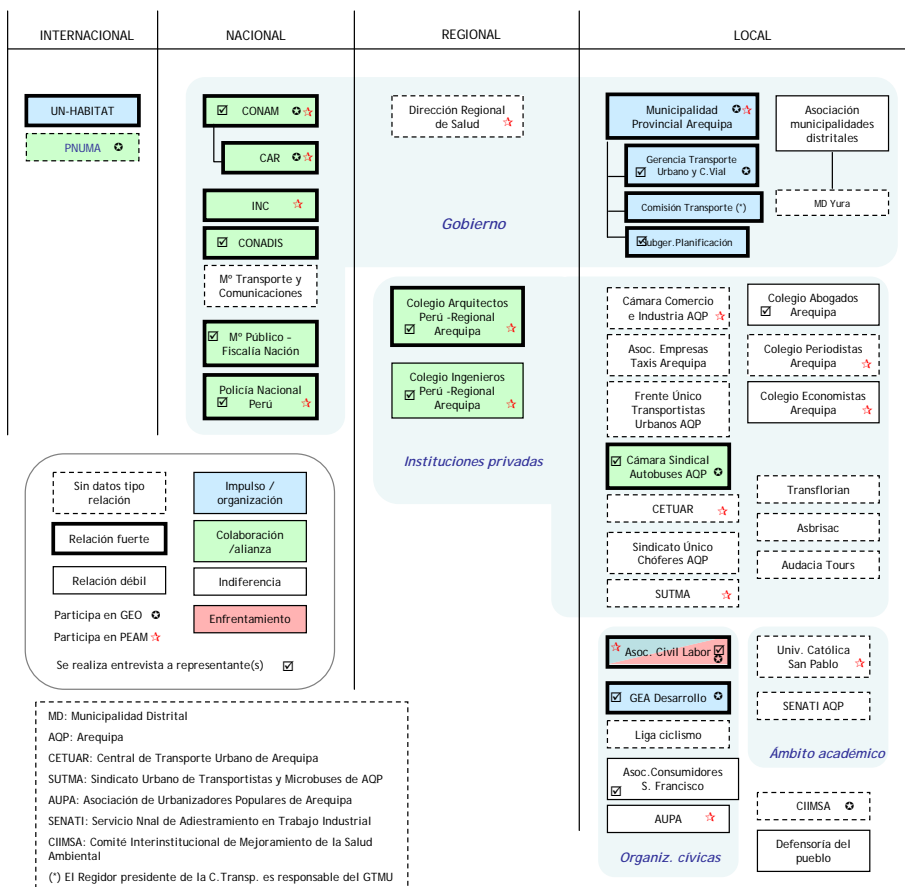 INTERNACIONAL
NACIONAL
REGIONAL
LOCAL
UN-HABITAT
PNUMA
CONAM
CAR
INC
CONADIS
Mº Transporte y
Comunicaciones
Mº Público -
Fiscalía Nación
Policía Nacional
Perú
Dirección Regional
de Salud
Gobierno
Municipalidad
Provincial Arequipa
Gerencia Transporte
Urbano y C.Vial
Comisión Transporte (*)
Subger.Planificación
Asociación
municipalidades
distritales
MD Yura
Colegio Arquitectos
Perú -Regional
Arequipa
Colegio Ingenieros
Perú -Regional
Arequipa
Instituciones privadas
Cámara Comercio
e Industria AQP
Asoc. Empresas
Taxis Arequipa
Frente Único
Transportistas
Urbanos AQP
Cámara Sindical
Autobuses AQP
CETUAR
Sindicato Único
Chóferes AQP
SUTMA
Colegio Abogados
Arequipa
Colegio Periodistas
Arequipa
Colegio Economistas
Arequipa
Transflorian
Asbrisac
Audacia Tours
Asoc. Civil Labor
GEA Desarrollo
Liga ciclismo
Asoc.Consumidores
S. Francisco
AUPA
Organiz. cívicas
Univ. Católica
San Pablo
SENATI AQP
Ámbito académico
CIIMSA
Defensoría del
pueblo
Sin datos tipo
relación
Relación fuerte
Relación débil
Participa en GEO
Participa en PEAM
Se realiza entrevista a representante(s)
Impulso /
organización
Colaboración
/alianza
Indiferencia
Enfrentamiento
MD: Municipalidad Distrital
AQP: Arequipa
CETUAR: Central de Transporte Urbano de Arequipa
SUTMA: Sindicato Urbano de Transportistas y Microbuses de AQP
AUPA: Asociación de Urbanizadores Populares de Arequipa
SENATI: Servicio Nnal de Adiestramiento en Trabajo Industrial
CIIMSA: Comité Interinstitucional de Mejoramiento de la Salud
Ambiental
(*) El Regidor presidente de la C.Transp. es responsable del GTMU